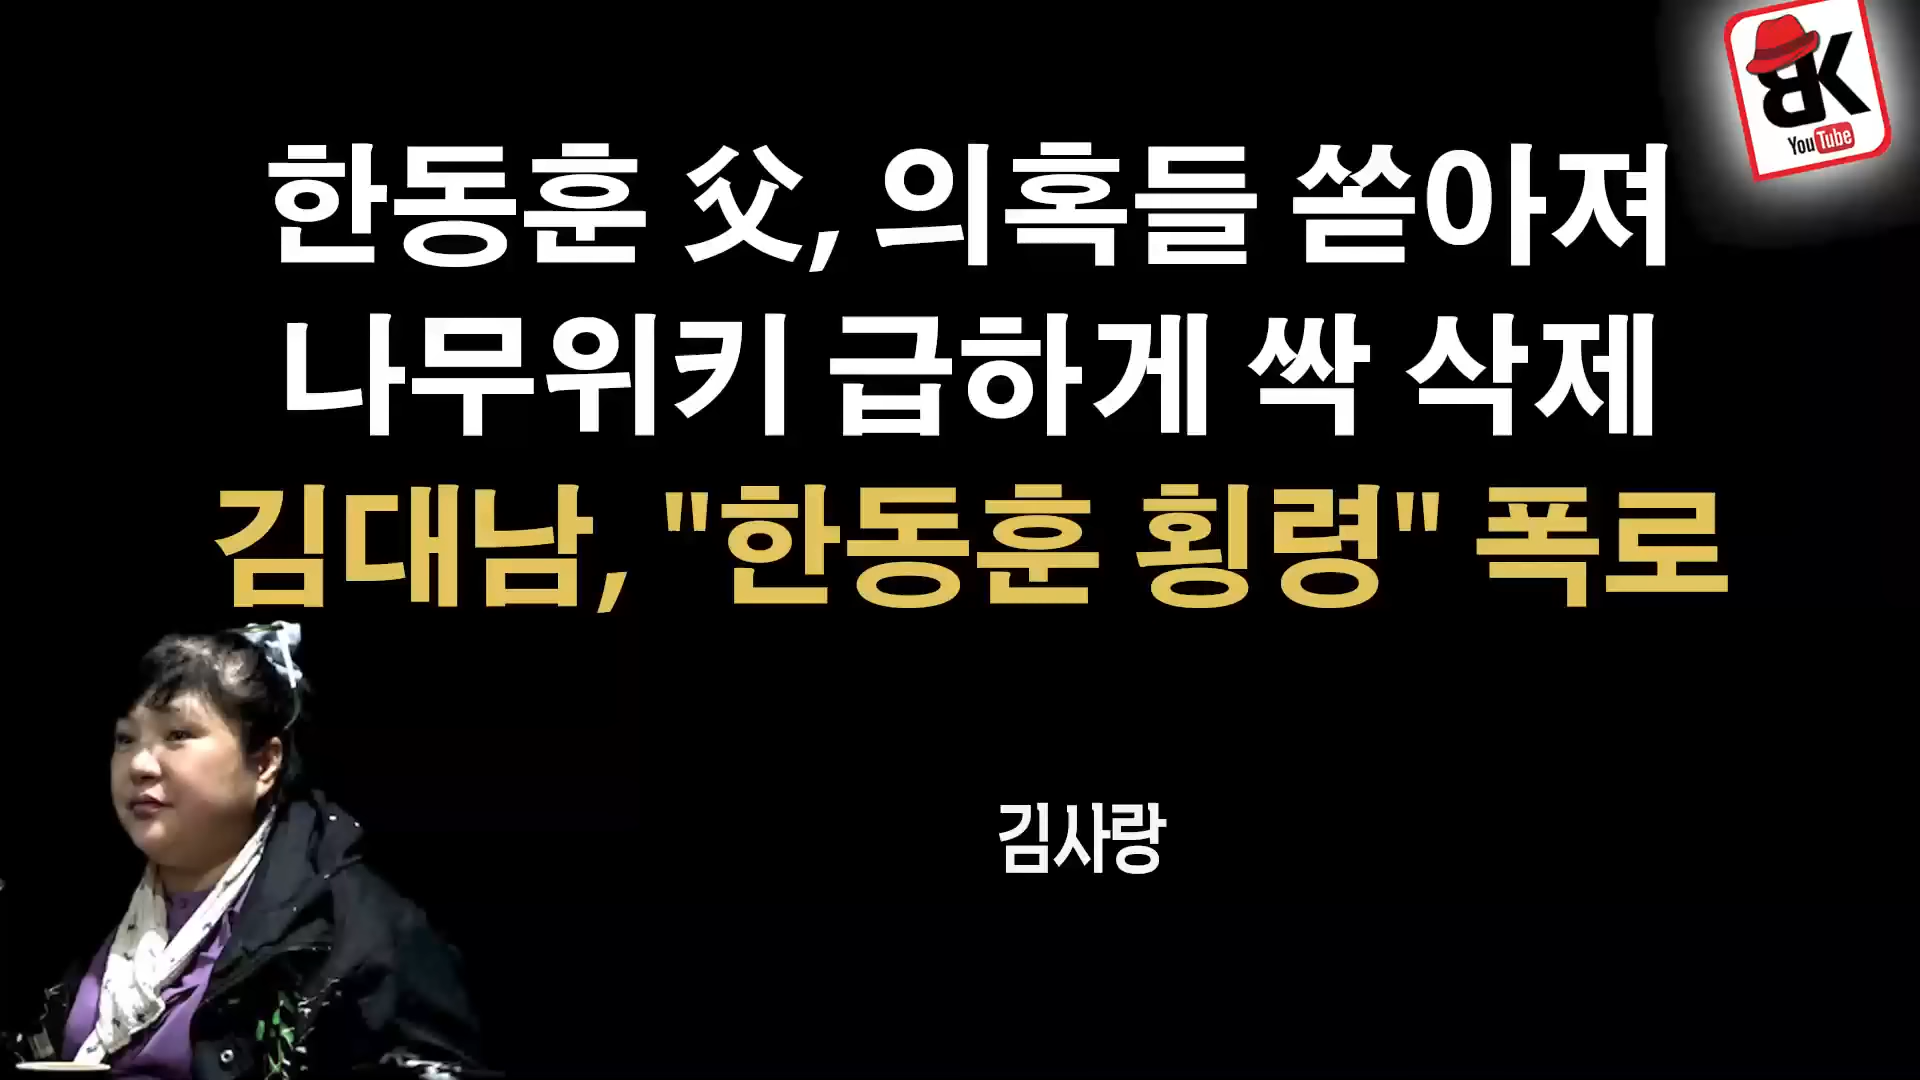 BK
YouTube
한동훈 父, 의혹들 쏟아져
나무위키 급하게 싹 삭제
김대남, "한동훈 횡령" 폭로
김사랑